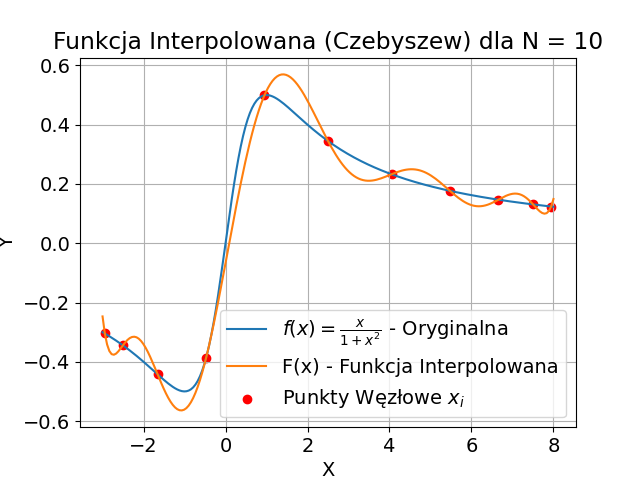 Funkcja Interpolowana (Czebyszew) dla N = 10
0.6
0.4
0.2
0.0
−0.2
−0.4
−0.6
Y
−2
0
2
4
6
8
X
f(x) = x/(1+x²) - Oryginalna
F(x) - Funkcja Interpolowana
Punkty Węzłowe xᵢ